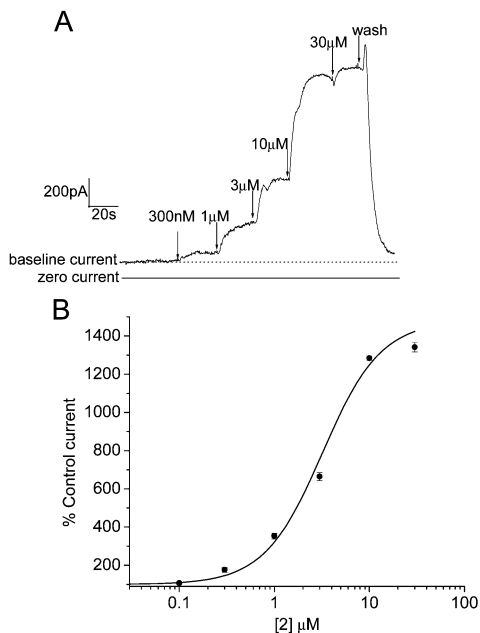 A
wash
30μM
10μM
3μM
200pA
20s
300nM 1μM
baseline current
zero current
B
1400
1200
1000
800
600
400
200
% Control current
0.1 1 10 100
[2] μM